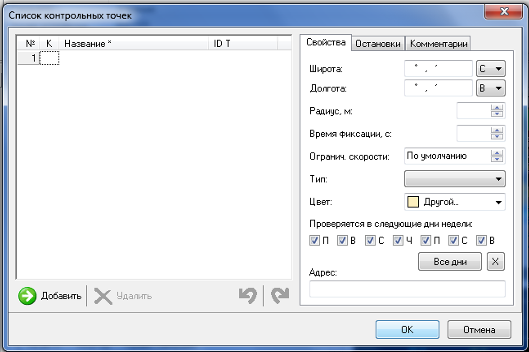 Список контрольных точек
№ К Название * ID Т
1
Свойства Остановки Комментарии
Широта: ° , ′ С
Долгота: ° , ′ В
Радиус, м:
Время фиксации, с:
Огранич. скорости: По умолчанию
Тип:
Цвет: Другой...
Проверяется в следующие дни недели:
П В С Ч П С В
Все дни X
Адрес:
Добавить Удалить
OK Отмена